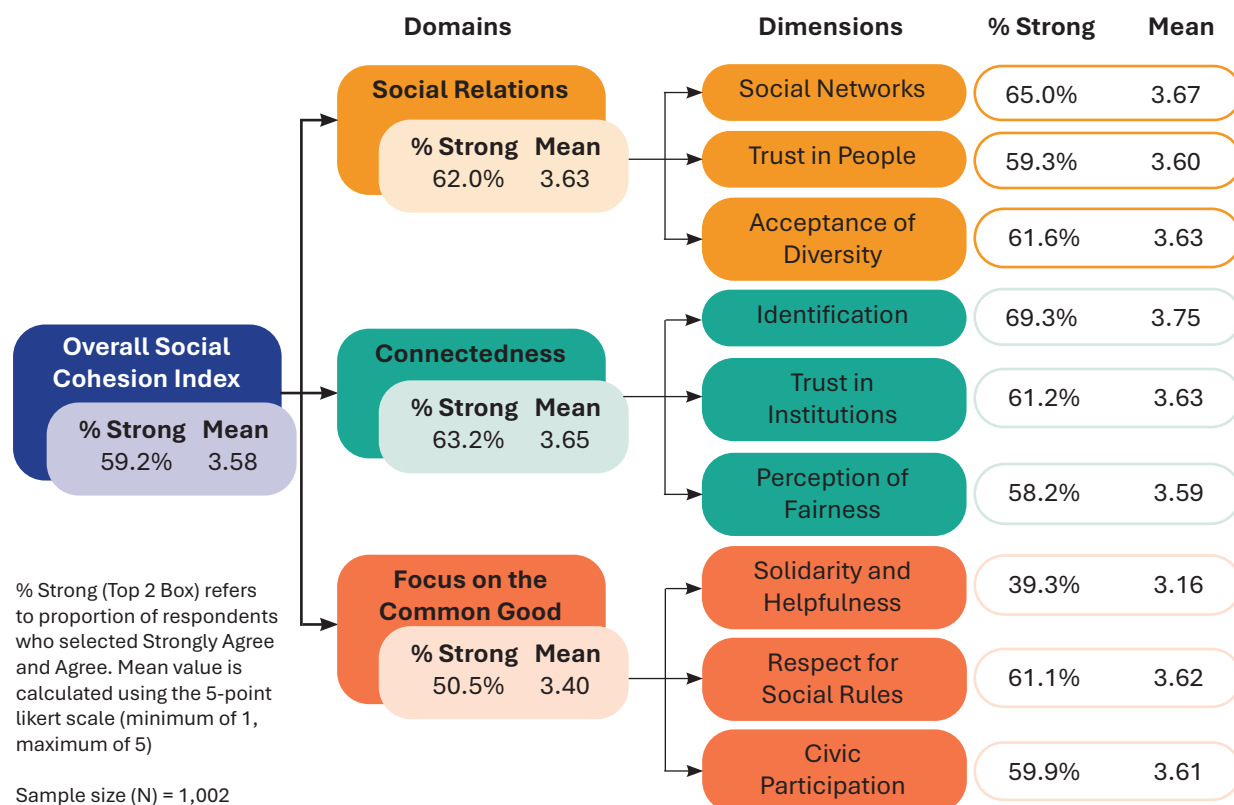 Domains
Dimensions
% Strong
Mean
Social Relations
% Strong Mean
62.0% 3.63
Social Networks
65.0% 3.67
Trust in People
59.3% 3.60
Acceptance of
Diversity
61.6% 3.63
Overall Social
Cohesion Index
% Strong Mean
59.2% 3.58
Connectedness
% Strong Mean
63.2% 3.65
Identification
69.3% 3.75
Trust in
Institutions
61.2% 3.63
Perception of
Fairness
58.2% 3.59
Focus on the
Common Good
% Strong Mean
50.5% 3.40
Solidarity and
Helpfulness
39.3% 3.16
Respect for
Social Rules
61.1% 3.62
Civic
Participation
59.9% 3.61
% Strong (Top 2 Box) refers
to proportion of respondents
who selected Strongly Agree
and Agree. Mean value is
calculated using the 5-point
likert scale (minimum of 1,
maximum of 5)
Sample size (N) = 1,002